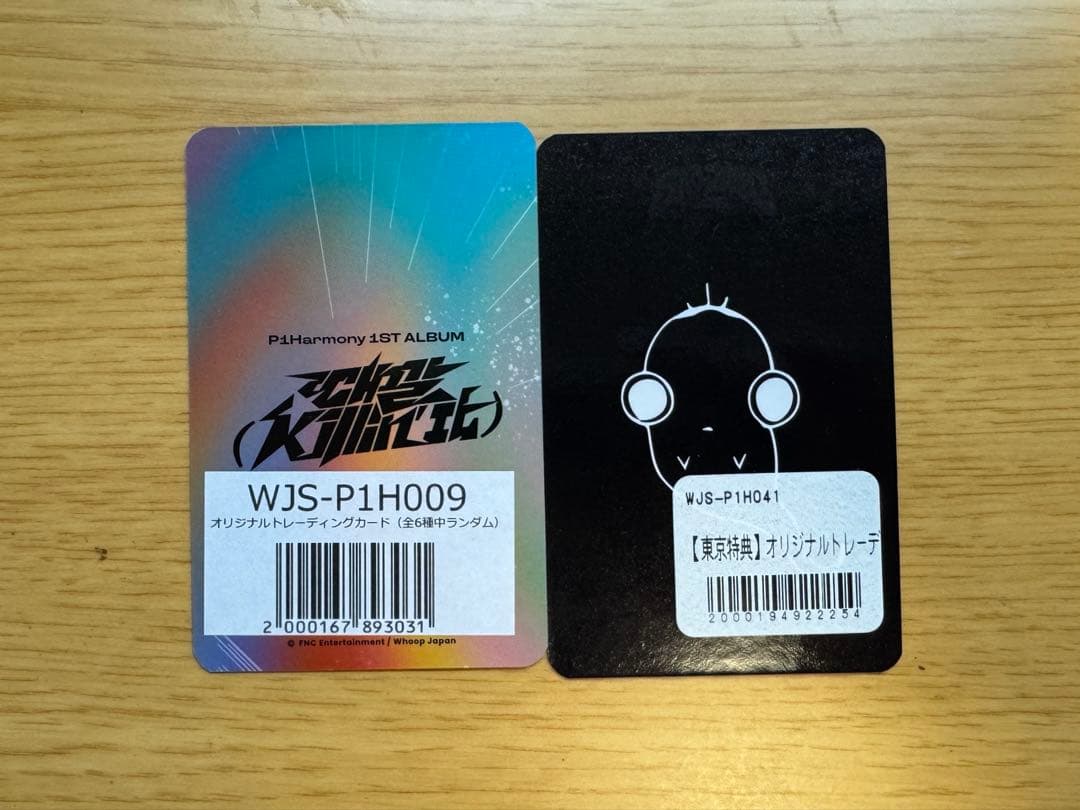 P1Harmony 1ST ALBUM
때깔
(Killin' It)
WJS-P1H009
オリジナルトレーディングカード（全6種中ランダム）
2 000167 893031
© FNC Entertainment / Whoop Japan
WJS-P1H041
【東京特典】オリジナルトレーデ
2000194922254